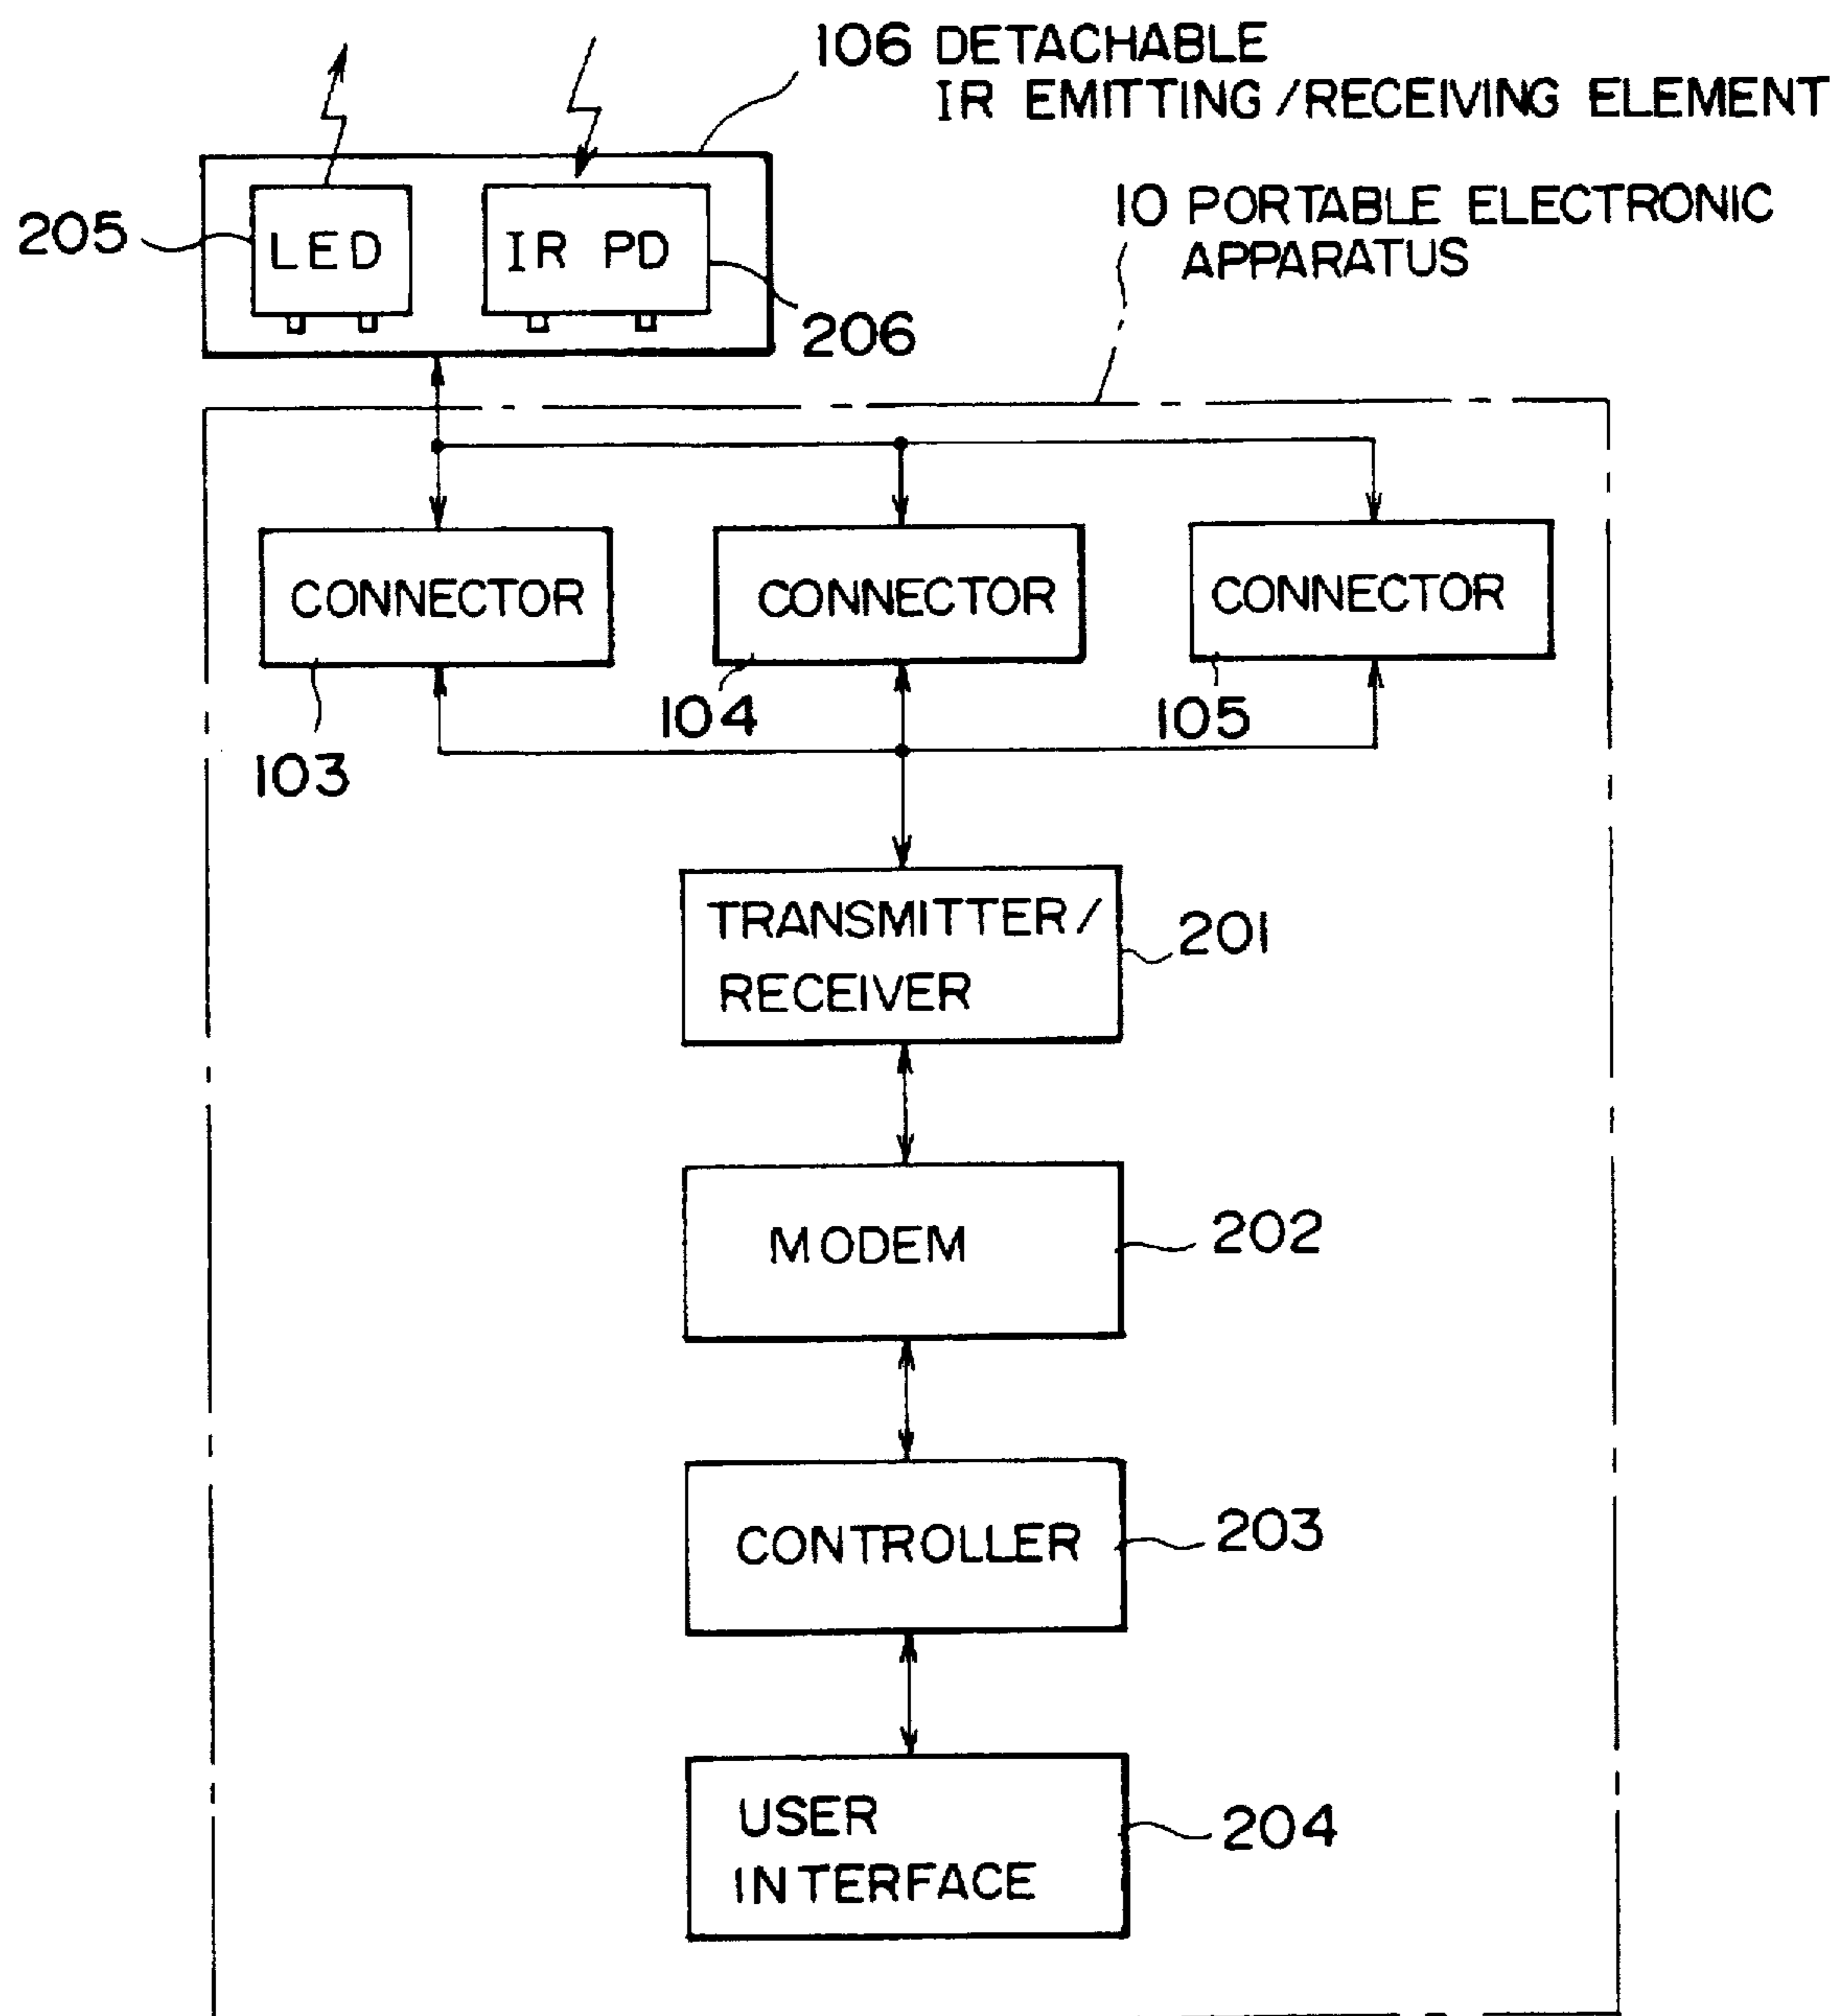 106 DETACHABLE
IR EMITTING/RECEIVING ELEMENT
10 PORTABLE ELECTRONIC
APPARATUS
205
LED
IR PD
206
CONNECTOR
CONNECTOR
CONNECTOR
103
104
105
TRANSMITTER/
RECEIVER
201
MODEM
202
CONTROLLER
203
USER
INTERFACE
204